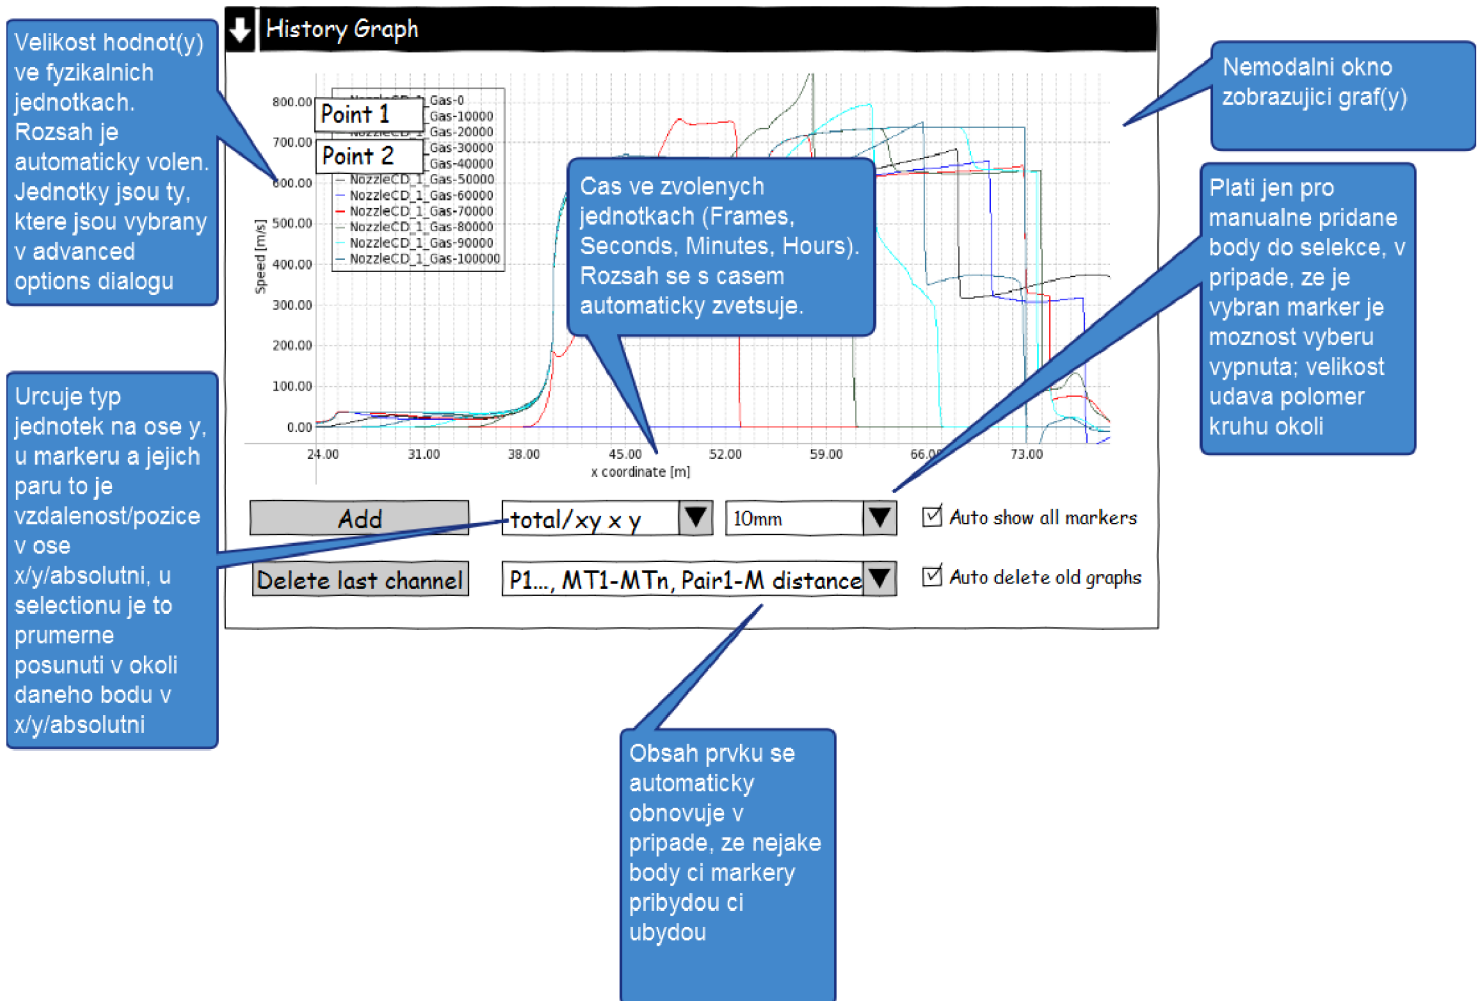 Velikost hodnot(y)
ve fyzikalnich
jednotkach.
Rozsah je
automaticky volen.
Jednotky jsou ty,
ktere jsou vybrany
v advanced
options dialogu
History Graph
Nemodalni okno
zobrazujici graf(y)
Speed [m/s]
800.00
700.00
600.00
500.00
400.00
300.00
200.00
100.00
0.00
Point 1
Point 2
Gas-0
Gas-10000
Gas-20000
Gas-30000
Gas-40000
NozzleCD_1_Gas-50000
NozzleCD_1_Gas-60000
NozzleCD_1_Gas-70000
NozzleCD_1_Gas-80000
NozzleCD_1_Gas-90000
NozzleCD_1_Gas-100000
Cas ve zvolenych
jednotkach (Frames,
Seconds, Minutes, Hours).
Rozsah se s casem
automaticky zvetsuje.
Plati jen pro
manualne pridane
body do selekce, v
pripade, ze je
vybran marker je
moznost vyberu
vypnuta; velikost
udava polomer
kruhu okoli
24.00 31.00 38.00 45.00 52.00 59.00 66.00 73.00
x coordinate [m]
Urcuje typ
jednotek na ose y,
u markeru a jejich
paru to je
vzdalenost/pozice
v ose
x/y/absolutni, u
selectionu je to
prumerne
posunuti v okoli
daneho bodu v
x/y/absolutni
Add
total/xy x y
10mm
Auto show all markers
Delete last channel
P1..., MT1-MTn, Pair1-M distance
Auto delete old graphs
Obsah prvku se
automaticky
obnovuje v
pripade, ze nejake
body ci markery
pribydou ci
ubydou